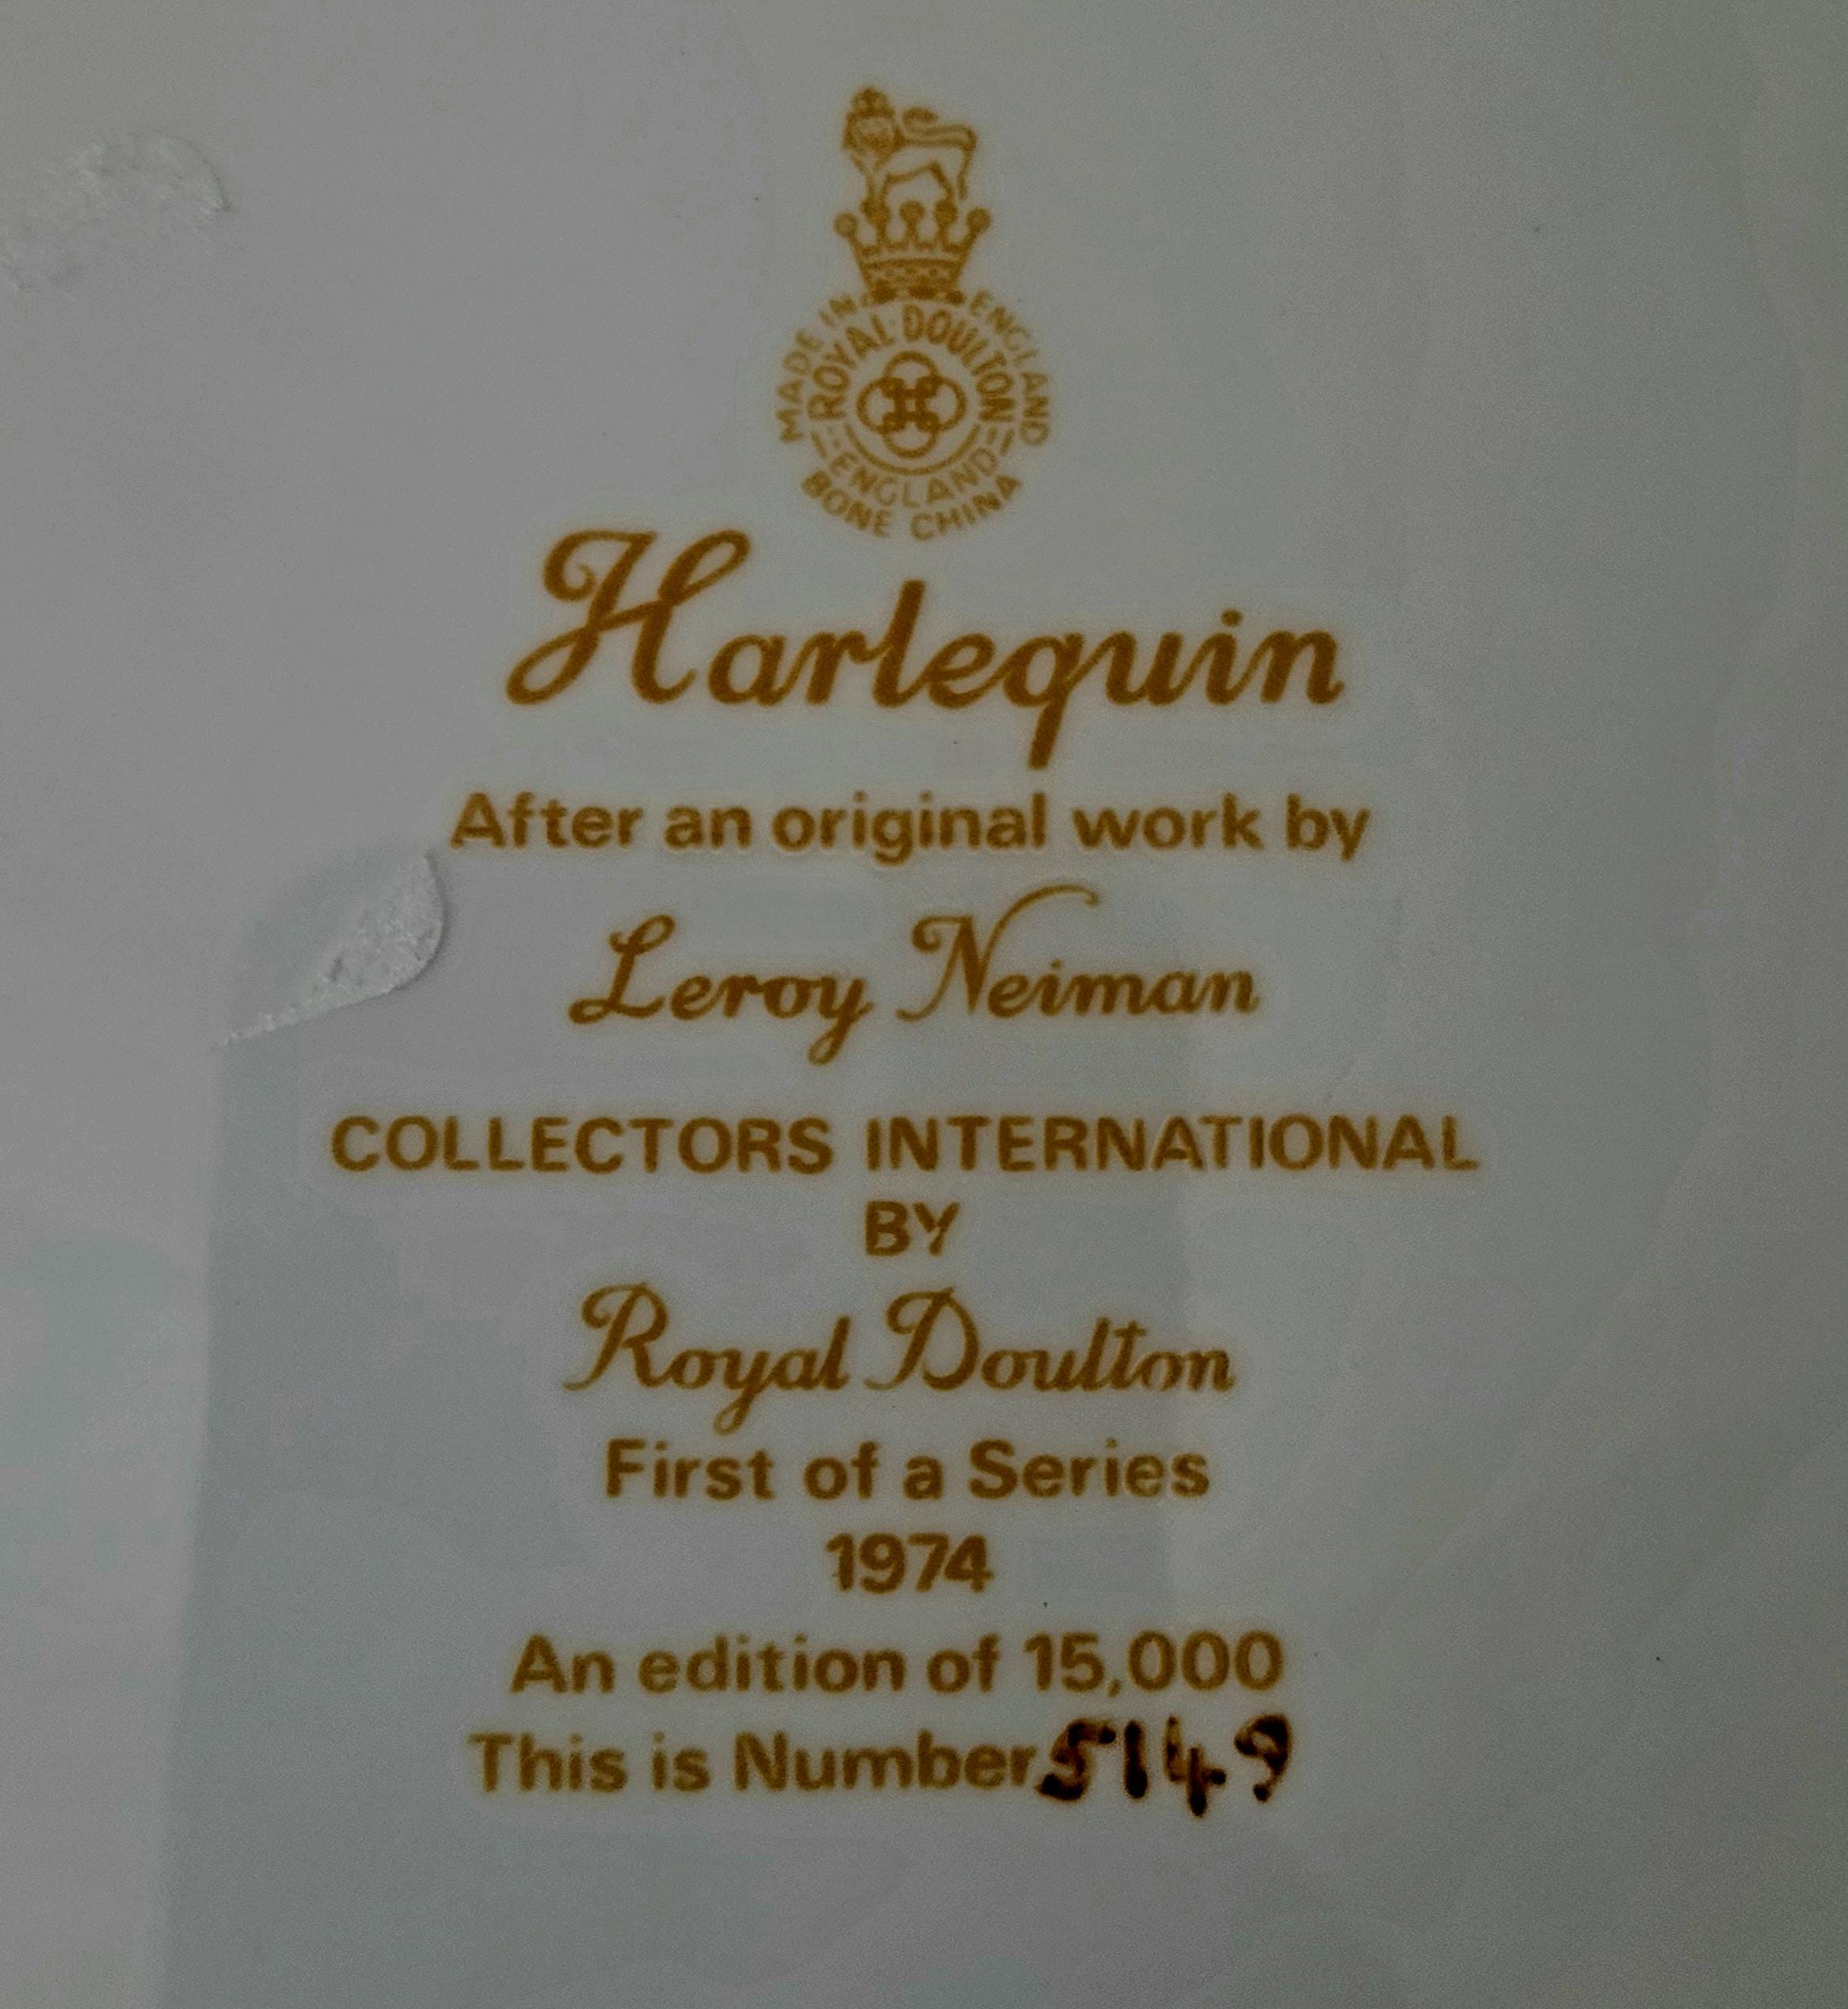 MADE IN ENGLAND
ROYAL DOULTON
ENGLAND
BONE CHINA
Harlequin
After an original work by
Leroy Neiman
COLLECTORS INTERNATIONAL
BY
Royal Doulton
First of a Series
1974
An edition of 15,000
This is Number 5149